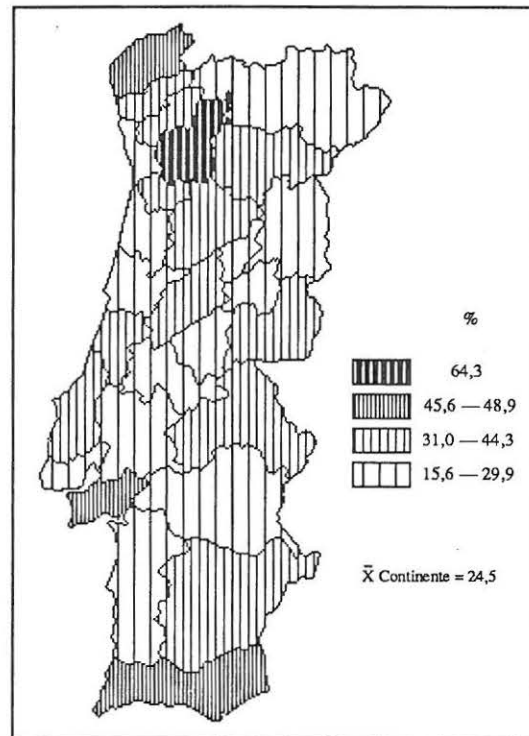 %
64,3
45,6 — 48,9
31,0 — 44,3
15,6 — 29,9
X̄ Continente = 24,5